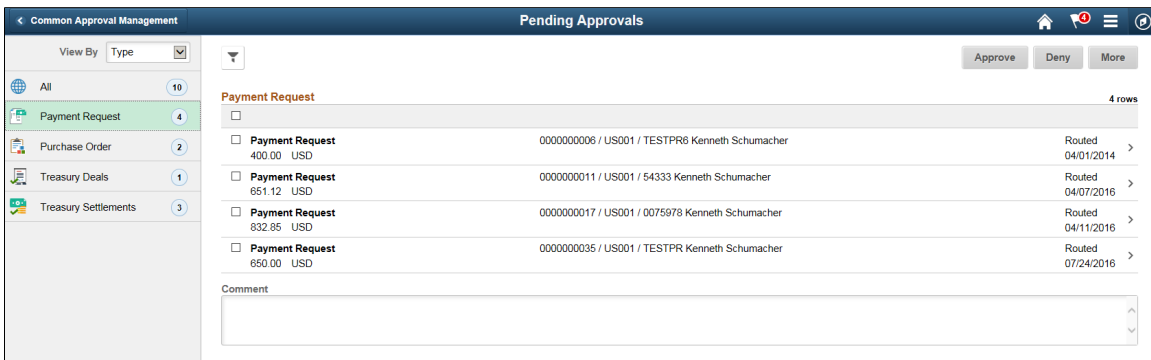 Common Approval Management
Pending Approvals
4
View By Type
Approve Deny More
All 10
Payment Request 4
Purchase Order 2
Treasury Deals 1
Treasury Settlements 3
Payment Request
4 rows
Payment Request 0000000006 / US001 / TESTPR6 Kenneth Schumacher Routed
400.00 USD 04/01/2014
Payment Request 0000000011 / US001 / 54333 Kenneth Schumacher Routed
651.12 USD 04/07/2016
Payment Request 0000000017 / US001 / 0075978 Kenneth Schumacher Routed
832.85 USD 04/11/2016
Payment Request 0000000035 / US001 / TESTPR Kenneth Schumacher Routed
650.00 USD 07/24/2016
Comment